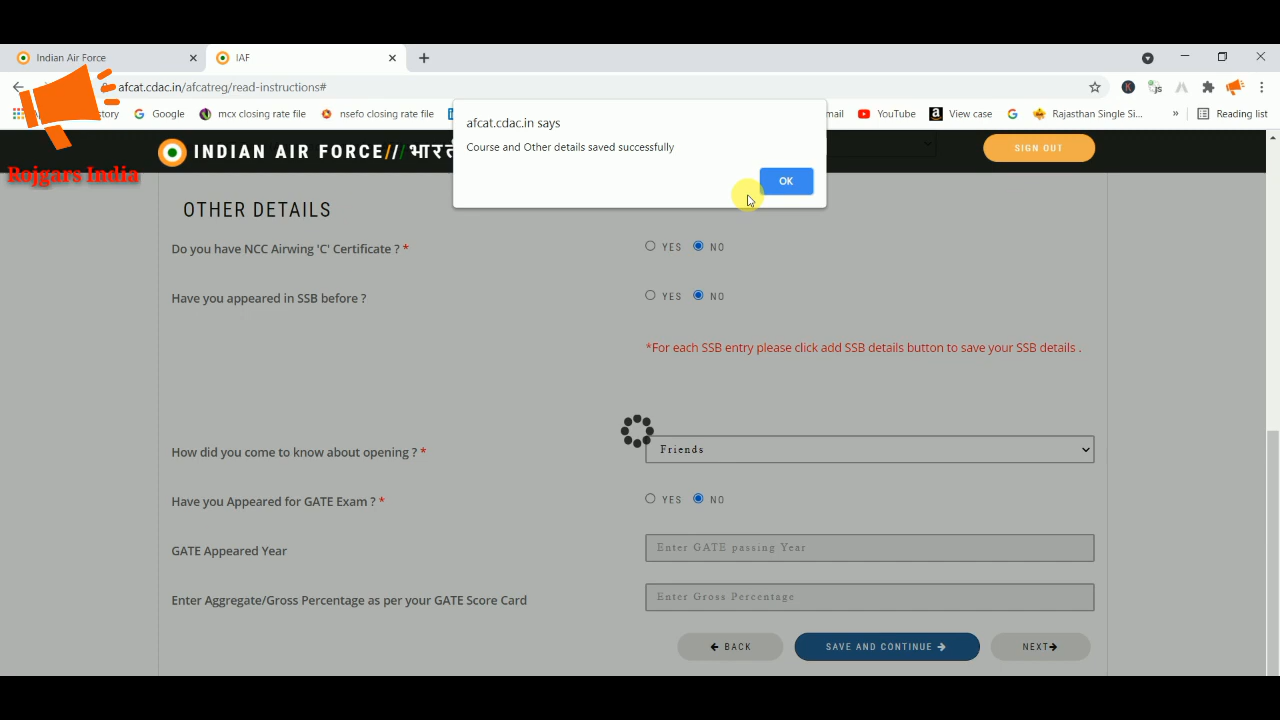 Indian Air Force
IAF
afcat.cdac.in/afcatreg/read-instructions#
Rojgars India
Google
mcx closing rate file
nsefo closing rate file
YouTube
View case
Rajasthan Single Si...
»
Reading list
afcat.cdac.in says
Course and Other details saved successfully
OK
INDIAN AIR FORCE//
SIGN OUT
OTHER DETAILS
Do you have NCC Airwing 'C' Certificate ? *
YES NO
Have you appeared in SSB before ?
YES NO
*For each SSB entry please click add SSB details button to save your SSB details .
How did you come to know about opening ? *
Friends
Have you Appeared for GATE Exam ? *
YES NO
GATE Appeared Year
Enter GATE passing Year
Enter Aggregate/Gross Percentage as per your GATE Score Card
Enter Gross Percentage
BACK
SAVE AND CONTINUE
NEXT